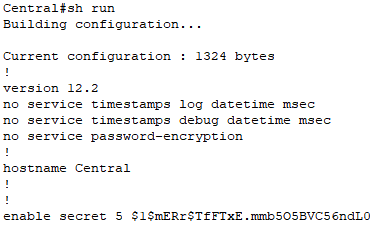 Central#sh run
Building configuration...
Current configuration : 1324 bytes
!
version 12.2
no service timestamps log datetime msec
no service timestamps debug datetime msec
no service password-encryption
!
hostname Central
!
!
enable secret 5 $1$mERr$TfFTxE.mmb5O5BVC56ndL0